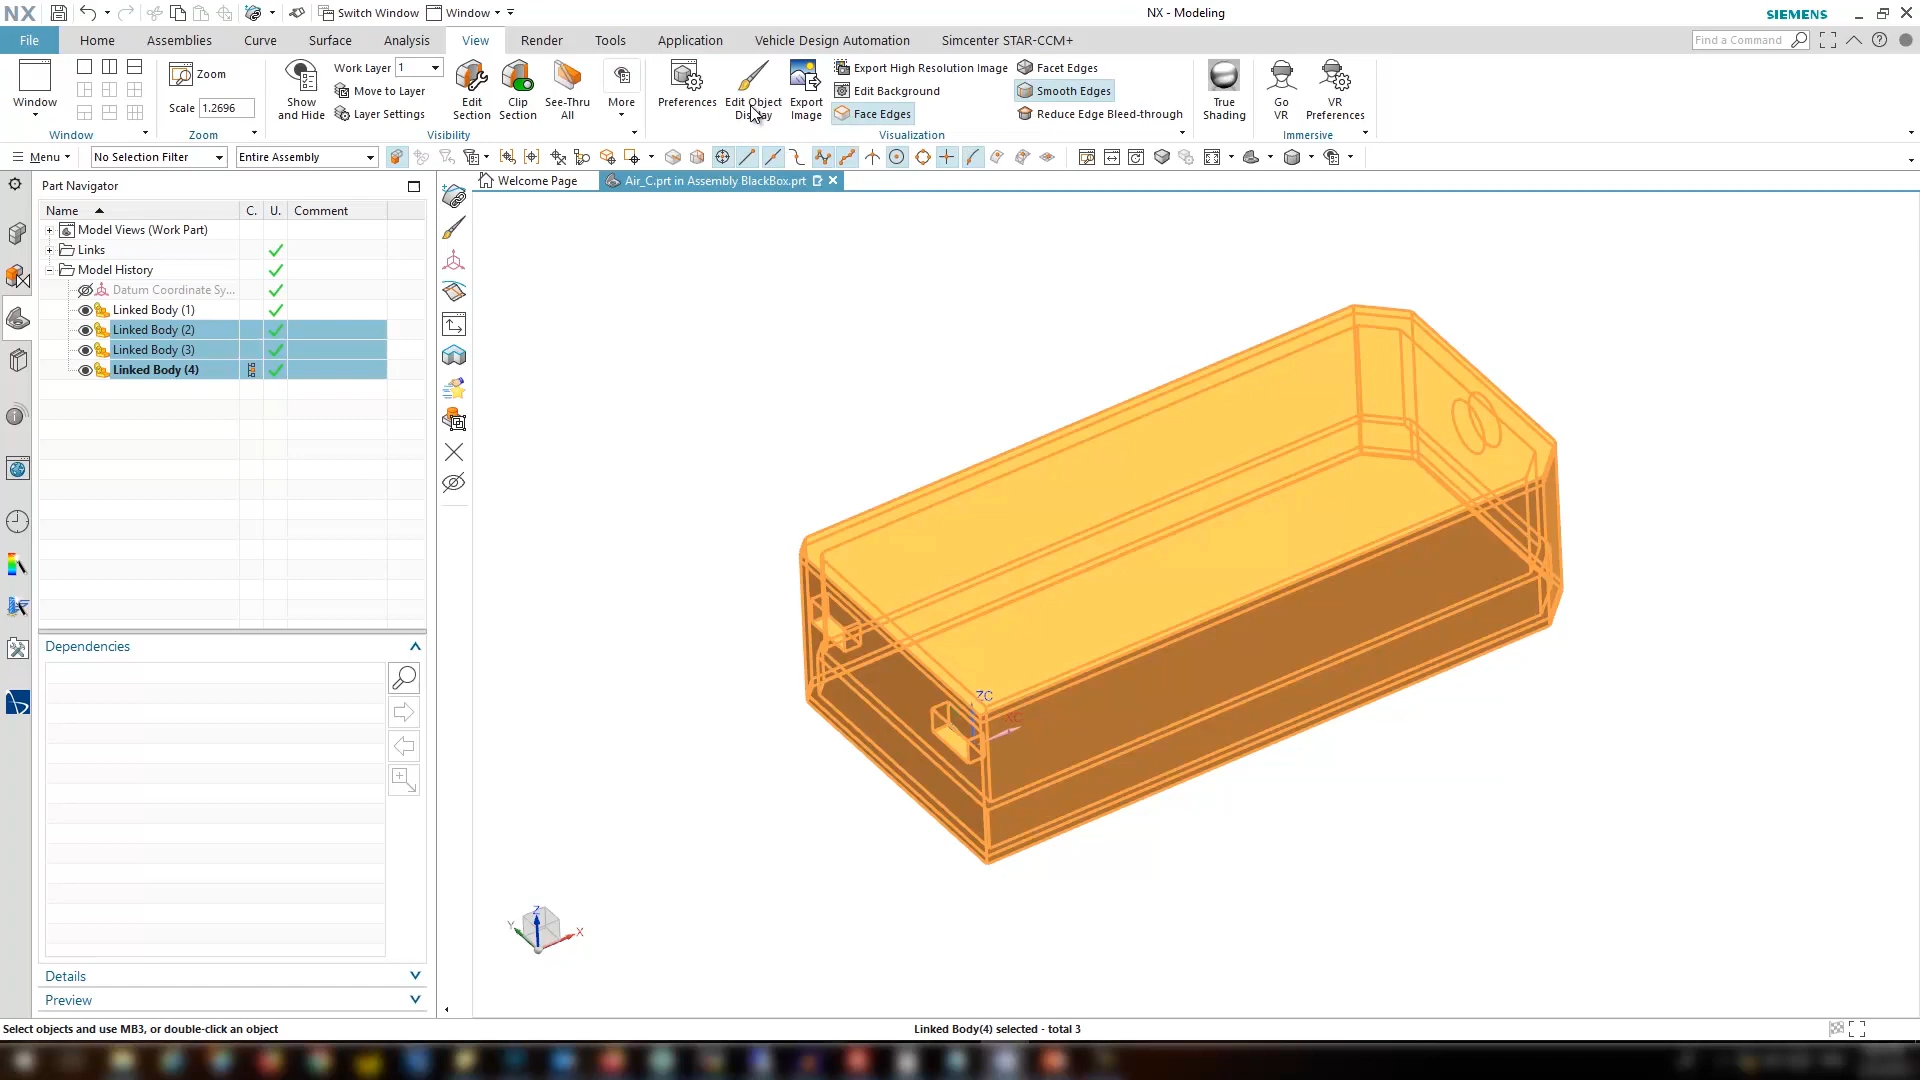 NX
Switch Window
Window
NX - Modeling
SIEMENS
File
Home
Assemblies
Curve
Surface
Analysis
View
Render
Tools
Application
Vehicle Design Automation
Simcenter STAR-CCM+
Find a Command
Window
Zoom
Scale 1.2696
Show and Hide
Work Layer 1
Move to Layer
Layer Settings
Edit Section
Clip Section
See-Thru All
More
Preferences
Edit Object Display
Export Image
Export High Resolution Image
Edit Background
Face Edges
Facet Edges
Smooth Edges
Reduce Edge Bleed-through
True Shading
Go VR
VR Preferences
Window
Zoom
Visibility
Visualization
Immersive
Menu
No Selection Filter
Entire Assembly
Part Navigator
Welcome Page
Air_C.prt in Assembly BlackBox.prt
Name
C.
U.
Comment
Model Views (Work Part)
Links
Model History
Datum Coordinate Sy...
Linked Body (1)
Linked Body (2)
Linked Body (3)
Linked Body (4)
Dependencies
ZC
XC
Z
Y
X
Details
Preview
Select objects and use MB3, or double-click an object
Linked Body(4) selected - total 3